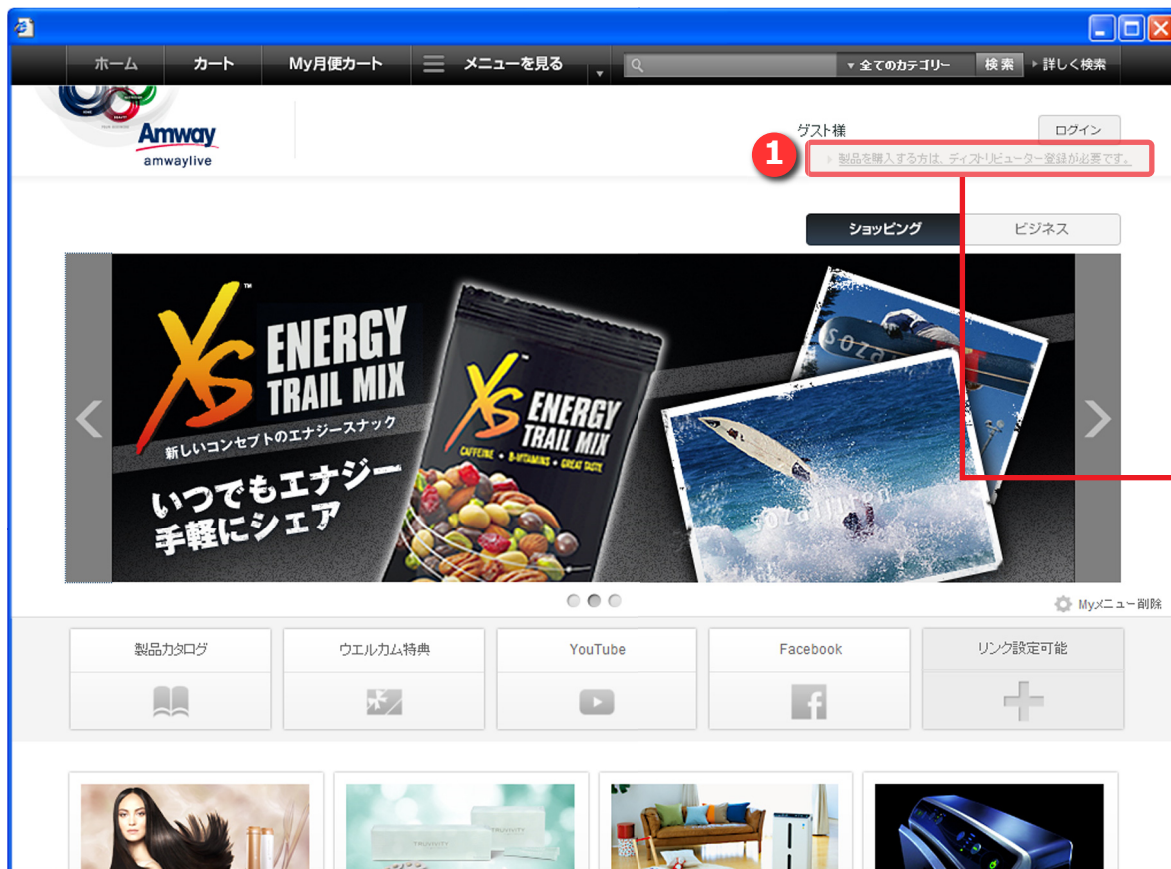 ホーム
カート
My月便カート
メニューを見る
▼
▼全てのカテゴリー
検索
詳しく検索
Amway
amwaylive
ゲスト様
ログイン
1
製品を購入する方は、ディストリビューター登録が必要です。
ショッピング
ビジネス
XS™ ENERGY
TRAIL MIX
新しいコンセプトのエナジースナック
いつでもエナジー
手軽にシェア
XS™ ENERGY
TRAIL MIX
CAFFEINE • B-VITAMINS • GREAT TASTE
soza
sozaijiten
Myメニュー削除
製品カタログ
ウエルカム特典
YouTube
Facebook
リンク設定可能
TRUVIVITY
TRUVIVITY